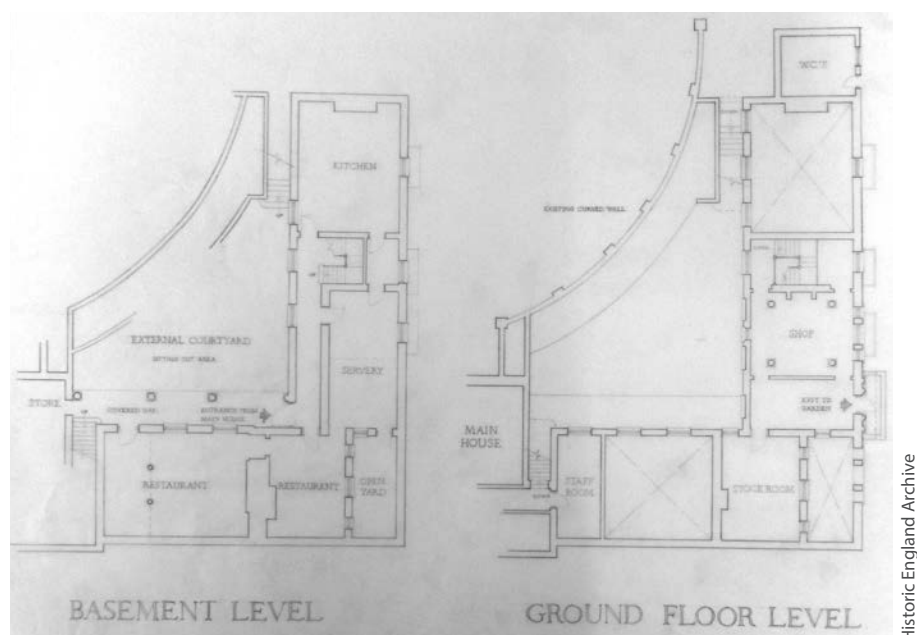 KITCHEN
EXTERNAL COURTYARD
SITTING OUT AREA
SERVERY
STORE
UP
COVERED WAY
ENTRANCE FROM
MAIN HOUSE
RESTAURANT
RESTAURANT
OPEN
YARD
BASEMENT LEVEL
EXISTING CURVED WALL
SHOP
EXIT TO
GARDEN
MAIN
HOUSE
STAFF
ROOM
STOCK ROOM
DOWN
GROUND FLOOR LEVEL
Historic England Archive